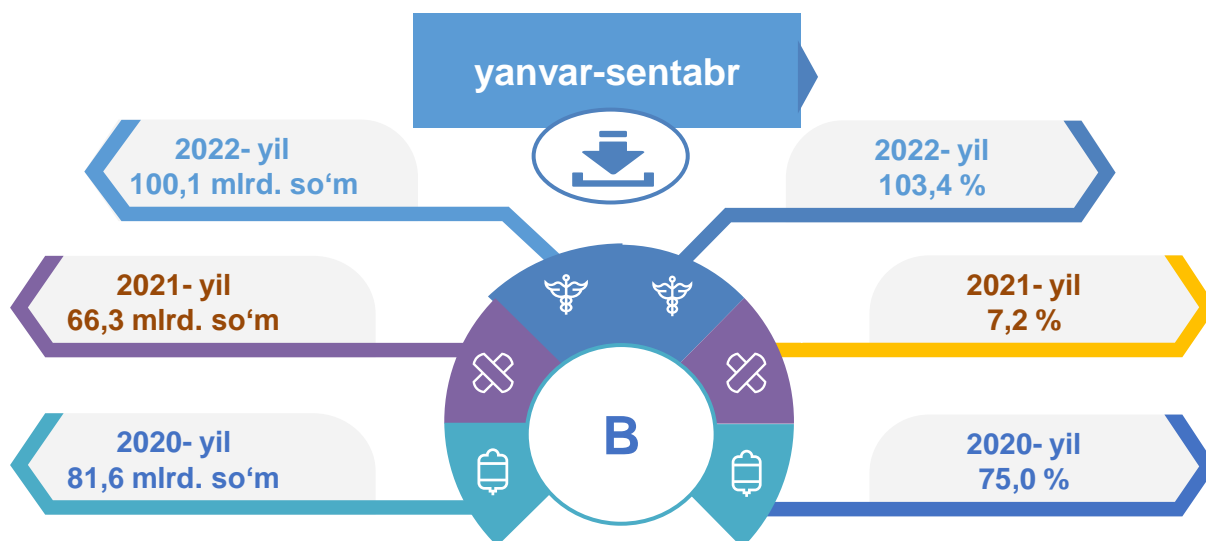 yanvar-sentabr
2022- yil
100,1 mlrd. so‘m
2022- yil
103,4 %
2021- yil
66,3 mlrd. so‘m
2021- yil
7,2 %
B
2020- yil
81,6 mlrd. so‘m
2020- yil
75,0 %